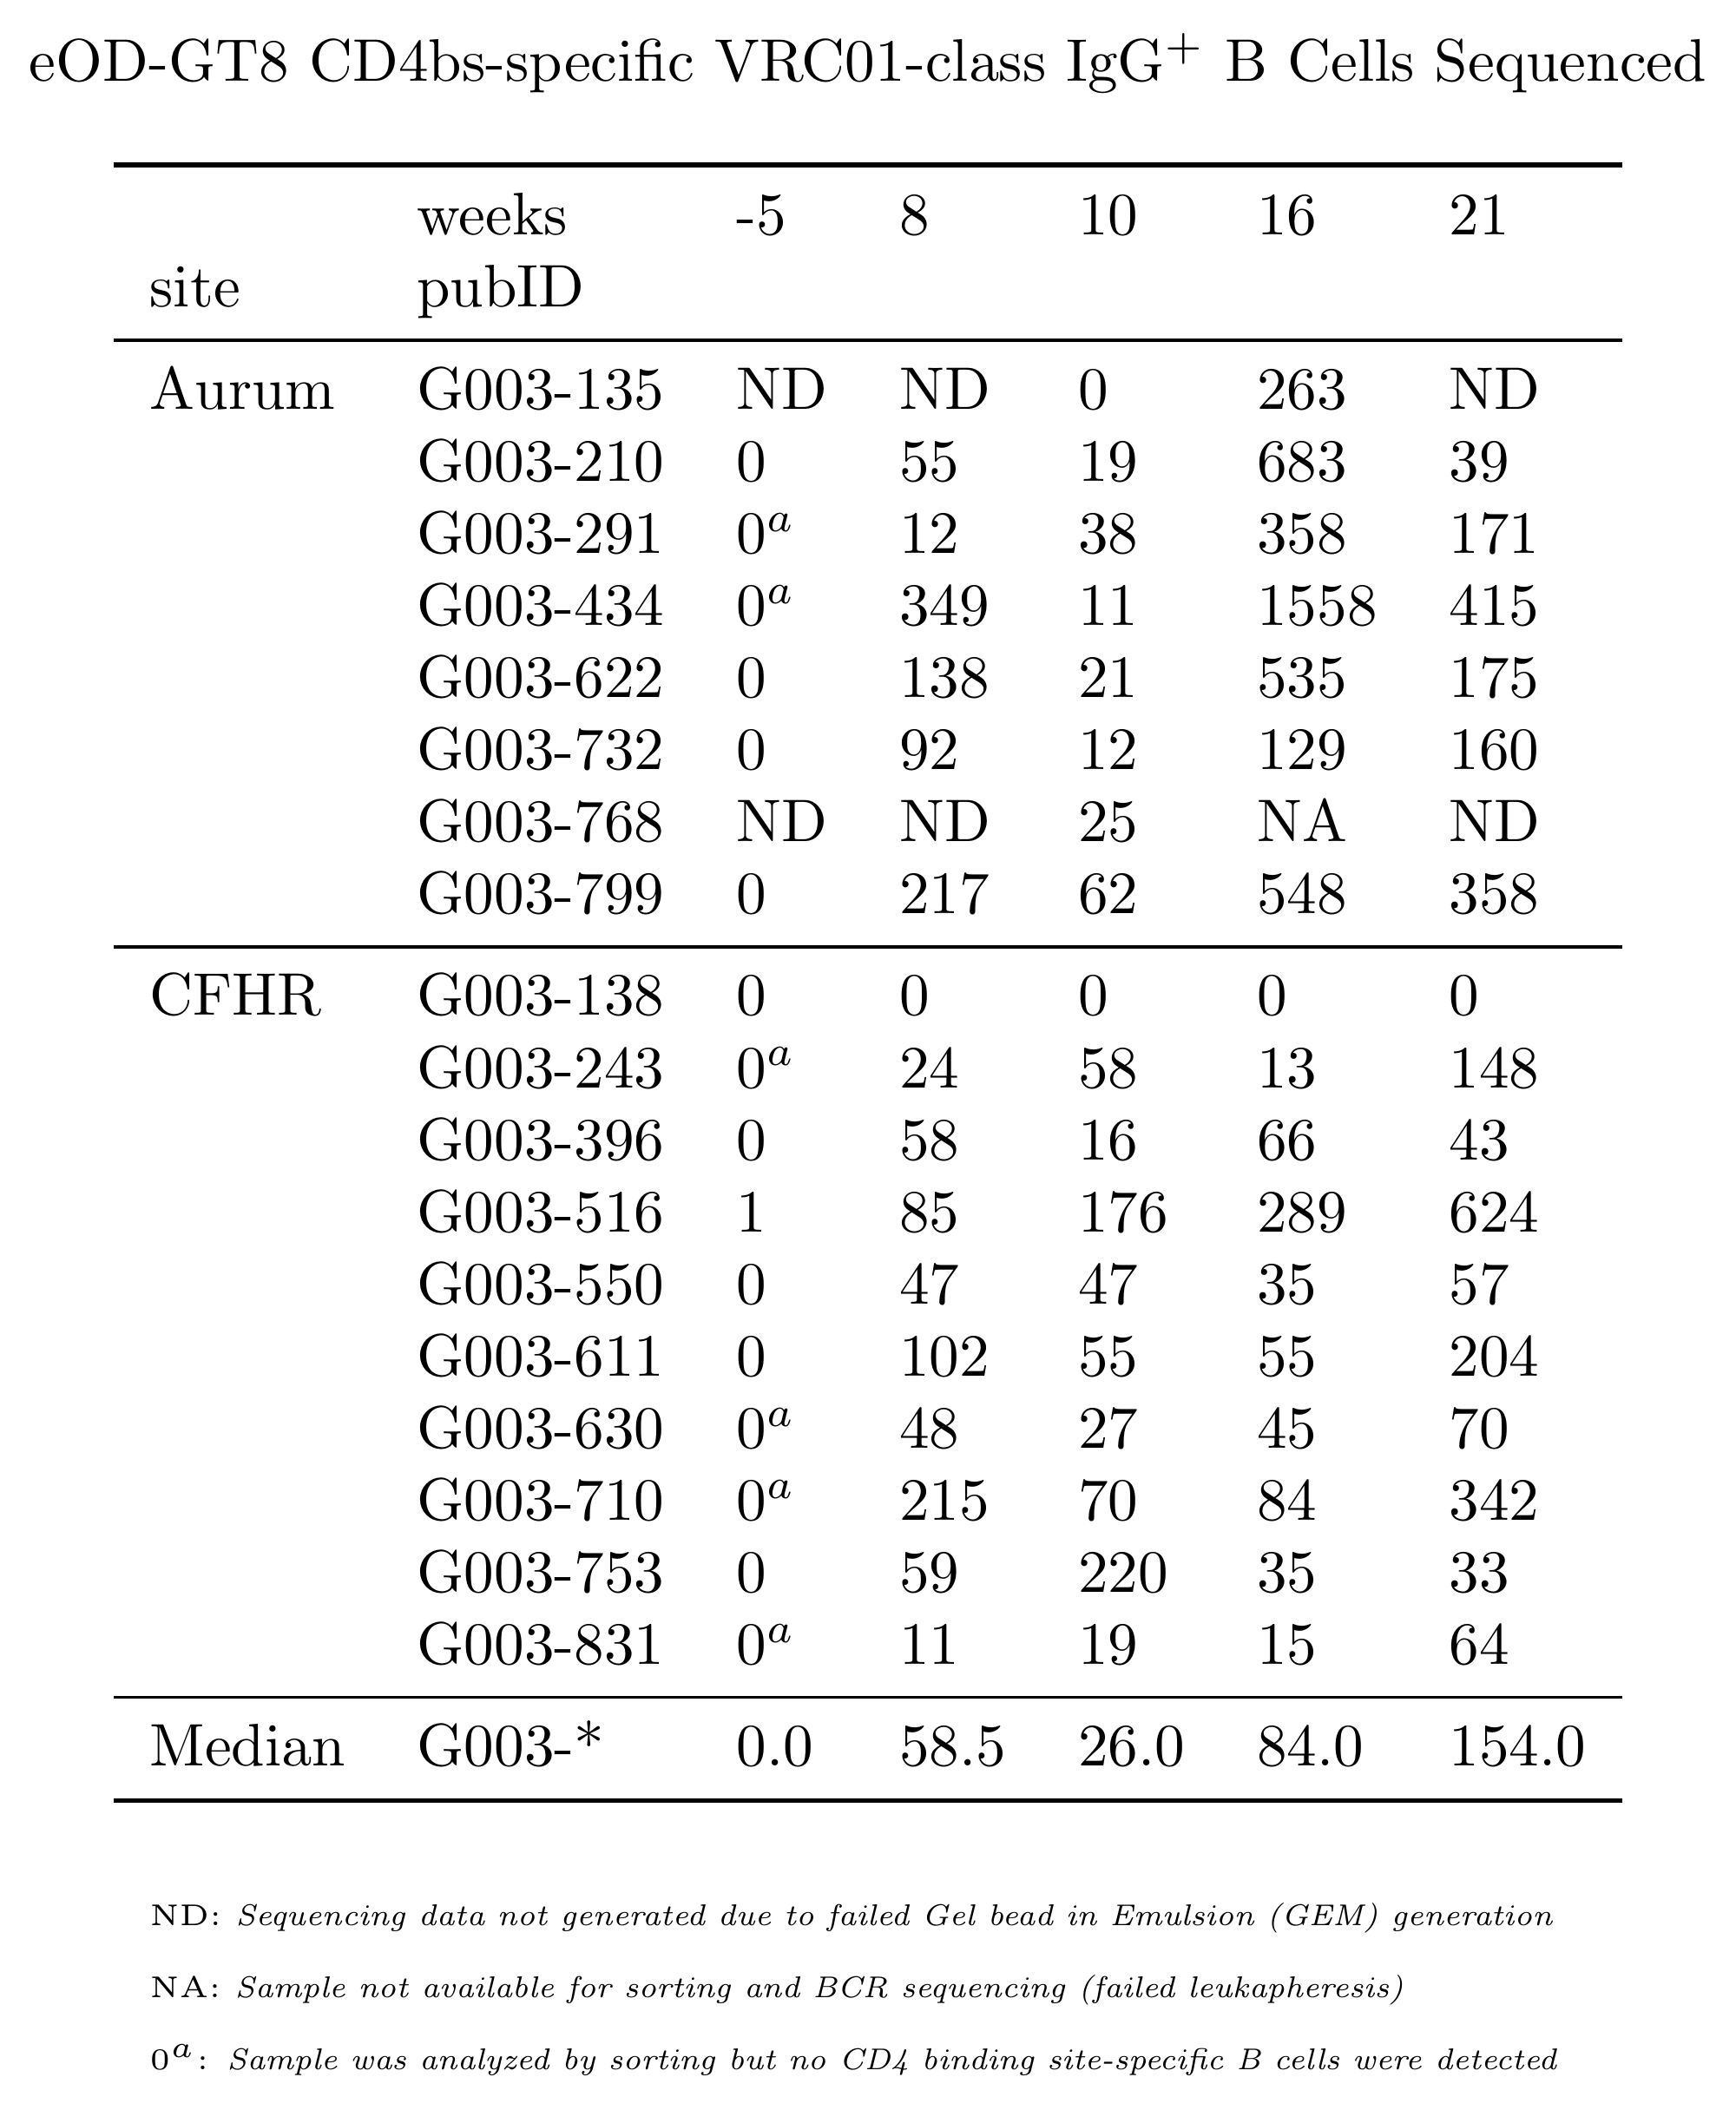 eOD-GT8 CD4bs-specific VRC01-class IgG⁺ B Cells Sequenced
weeks -5 8 10 16 21
site pubID
Aurum G003-135 ND ND 0 263 ND
G003-210 0 55 19 683 39
G003-291 0ᵃ 12 38 358 171
G003-434 0ᵃ 349 11 1558 415
G003-622 0 138 21 535 175
G003-732 0 92 12 129 160
G003-768 ND ND 25 NA ND
G003-799 0 217 62 548 358
CFHR G003-138 0 0 0 0 0
G003-243 0ᵃ 24 58 13 148
G003-396 0 58 16 66 43
G003-516 1 85 176 289 624
G003-550 0 47 47 35 57
G003-611 0 102 55 55 204
G003-630 0ᵃ 48 27 45 70
G003-710 0ᵃ 215 70 84 342
G003-753 0 59 220 35 33
G003-831 0ᵃ 11 19 15 64
Median G003-* 0.0 58.5 26.0 84.0 154.0
ND: Sequencing data not generated due to failed Gel bead in Emulsion (GEM) generation
NA: Sample not available for sorting and BCR sequencing (failed leukapheresis)
0ᵃ: Sample was analyzed by sorting but no CD4 binding site-specific B cells were detected